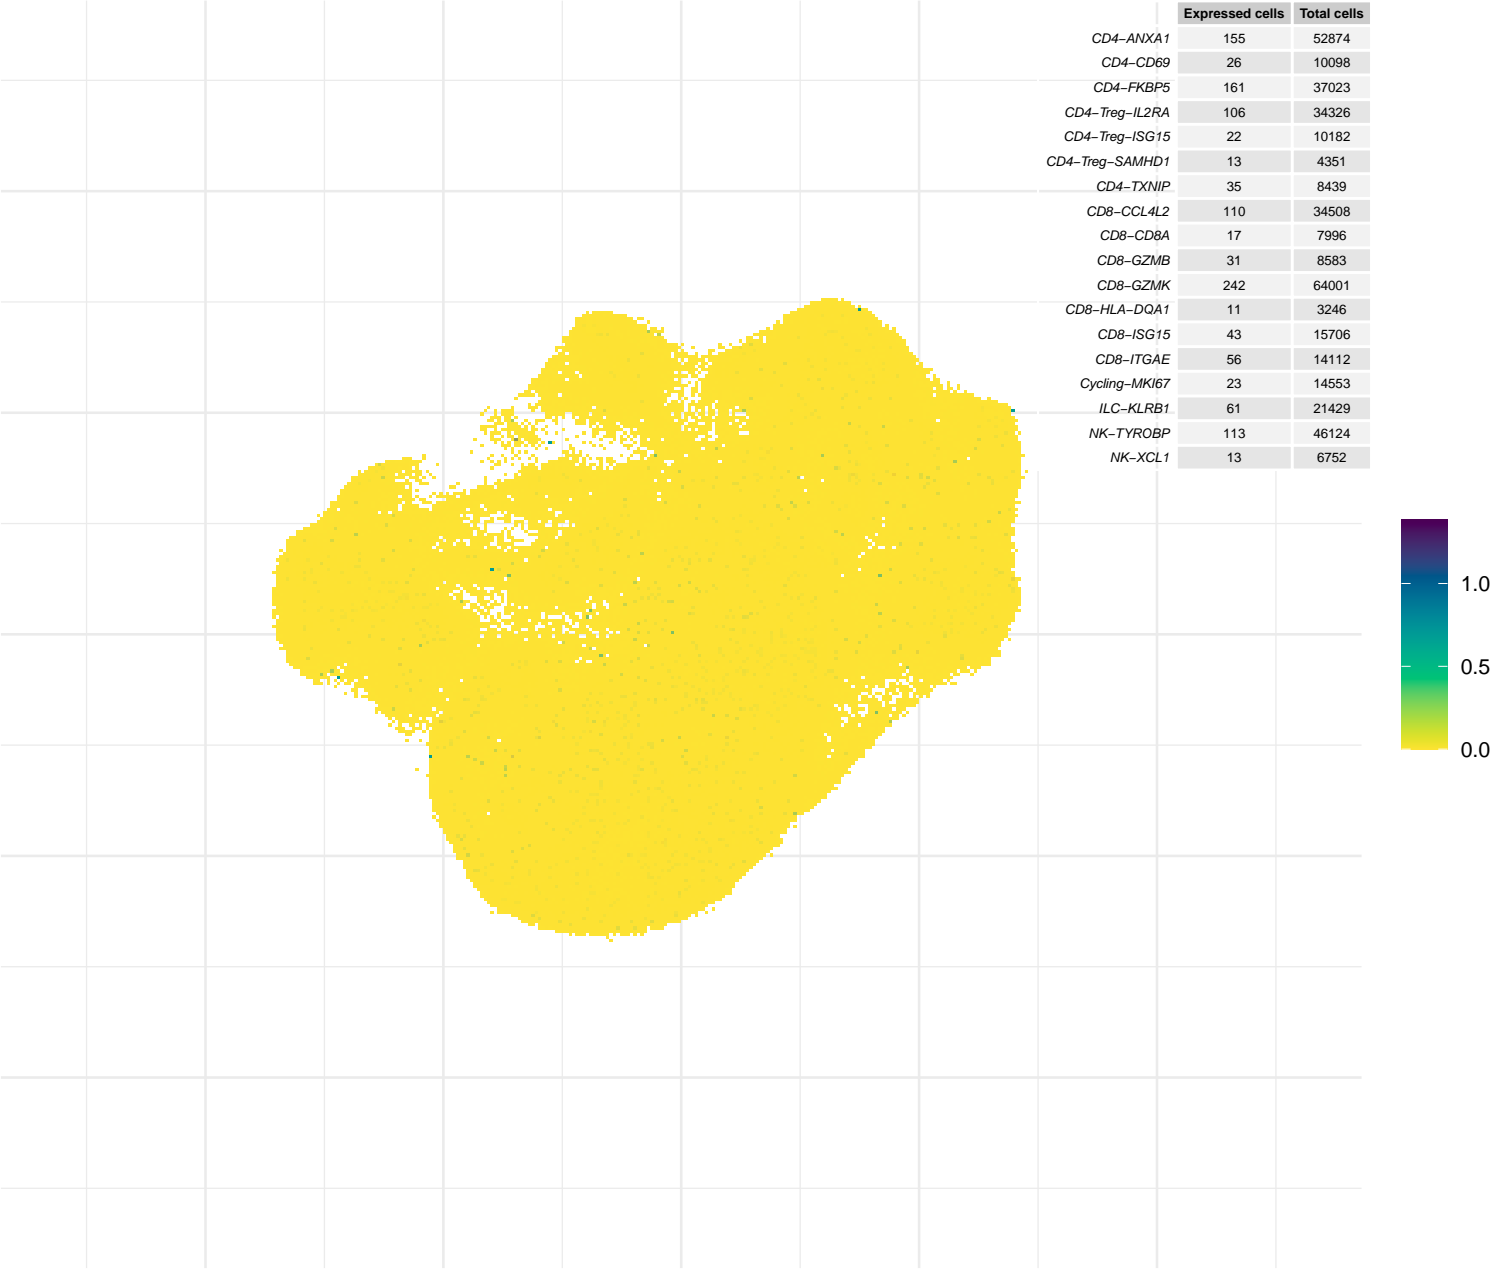 Expressed cells Total cells
CD4−ANXA1 155 52874
CD4−CD69 26 10098
CD4−FKBP5 161 37023
CD4−Treg−IL2RA 106 34326
CD4−Treg−ISG15 22 10182
CD4−Treg−SAMHD1 13 4351
CD4−TXNIP 35 8439
CD8−CCL4L2 110 34508
CD8−CD8A 17 7996
CD8−GZMB 31 8583
CD8−GZMK 242 64001
CD8−HLA−DQA1 11 3246
CD8−ISG15 43 15706
CD8−ITGAE 56 14112
Cycling−MKI67 23 14553
ILC−KLRB1 61 21429
NK−TYROBP 113 46124
NK−XCL1 13 6752
1.0
0.5
0.0